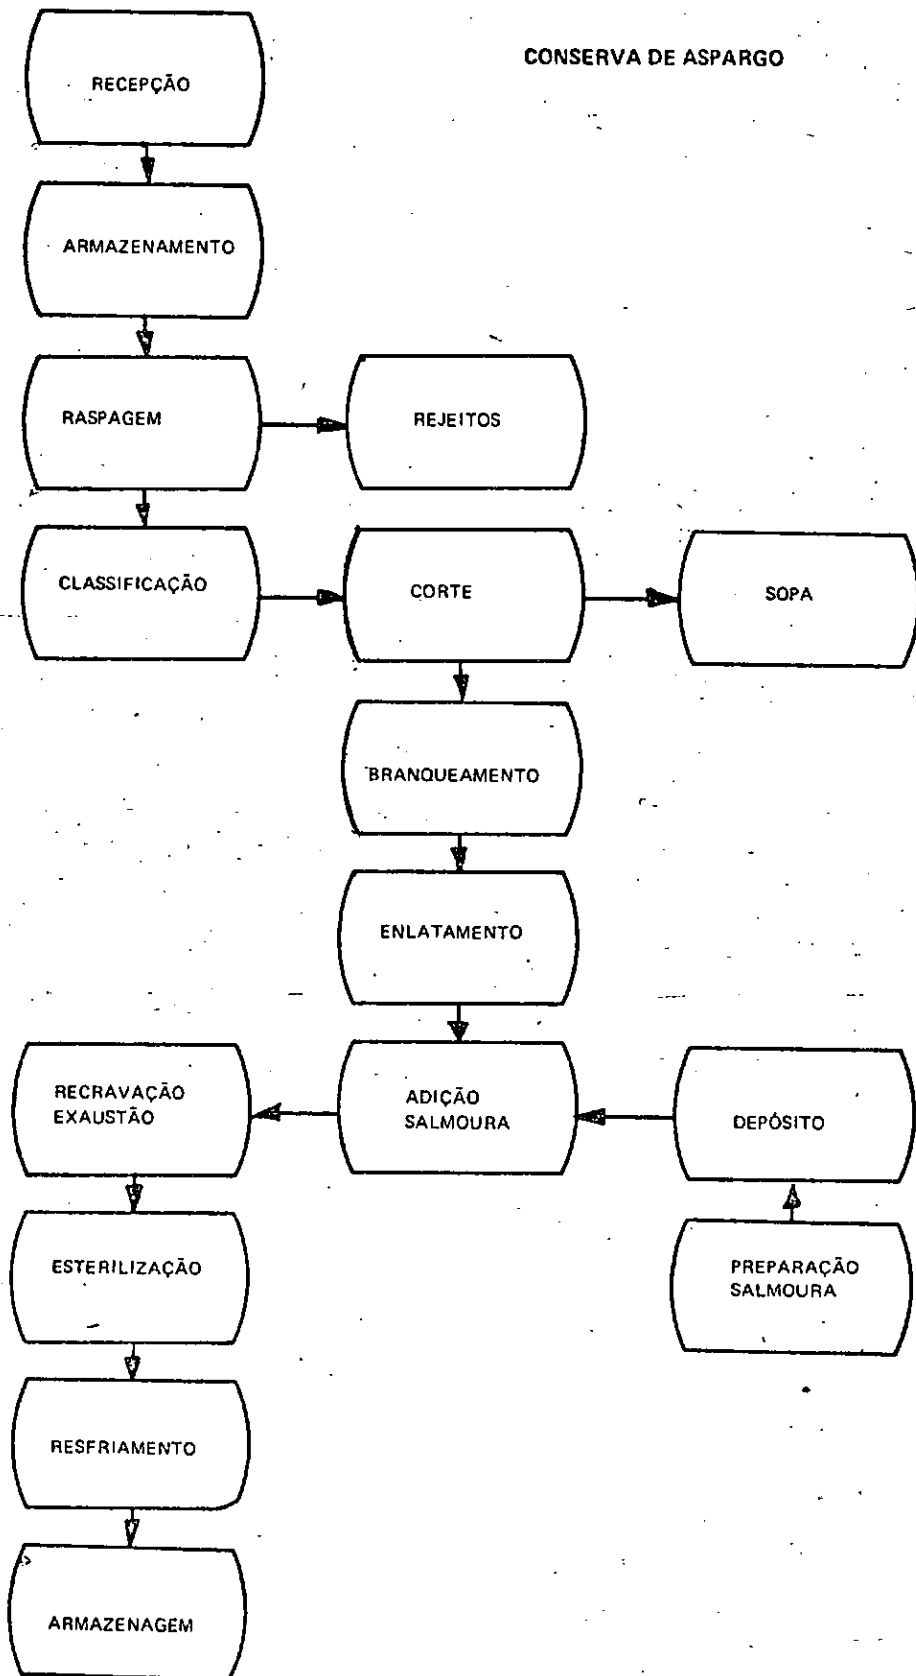 CONSERVA DE ASPARGO
RECEPÇÃO
ARMAZENAMENTO
RASPAGEM
REJEITOS
CLASSIFICAÇÃO
CORTE
SOPA
BRANQUEAMENTO
ENLATAMENTO
RECRAVAÇÃO
EXAUSTÃO
ADIÇÃO
SALMOURA
DEPÓSITO
ESTERILIZAÇÃO
PREPARAÇÃO
SALMOURA
RESFRIAMENTO
ARMAZENAGEM